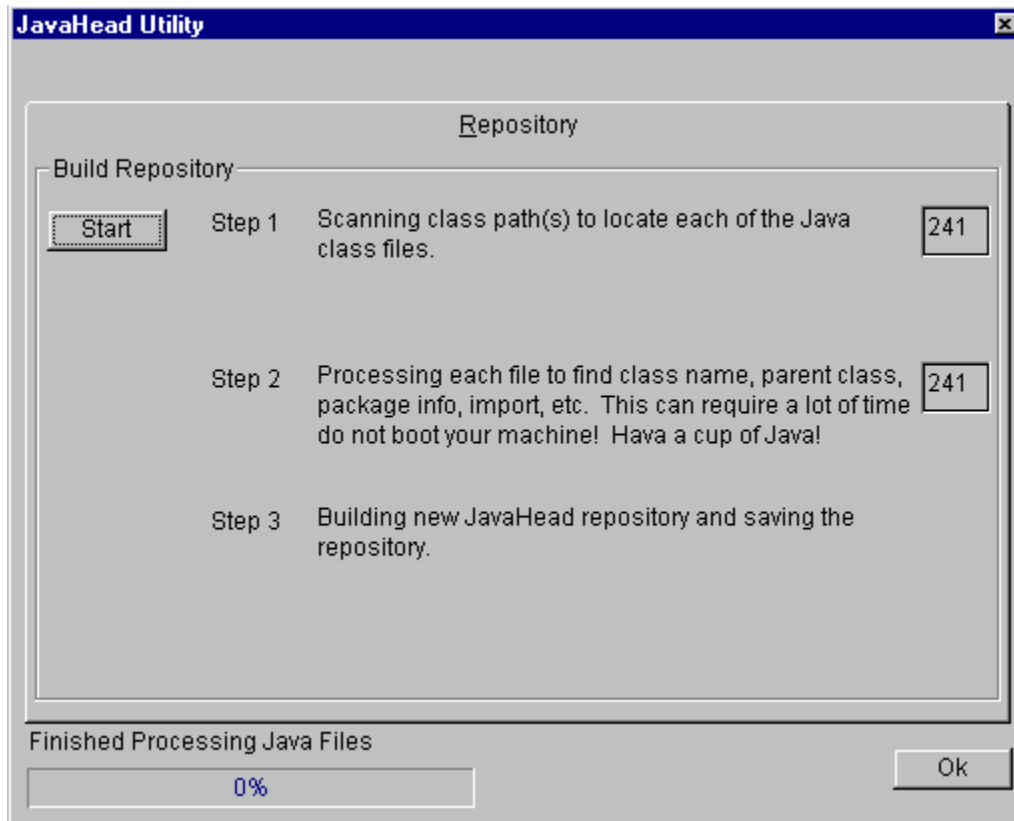 JavaHead Utility
Repository
Build Repository
Start
Step 1
Scanning class path(s) to locate each of the Java
class files.
241
Step 2
Processing each file to find class name, parent class,
package info, import, etc.  This can require a lot of time
do not boot your machine!  Hava a cup of Java!
241
Step 3
Building new JavaHead repository and saving the
repository.
Finished Processing Java Files
0%
Ok